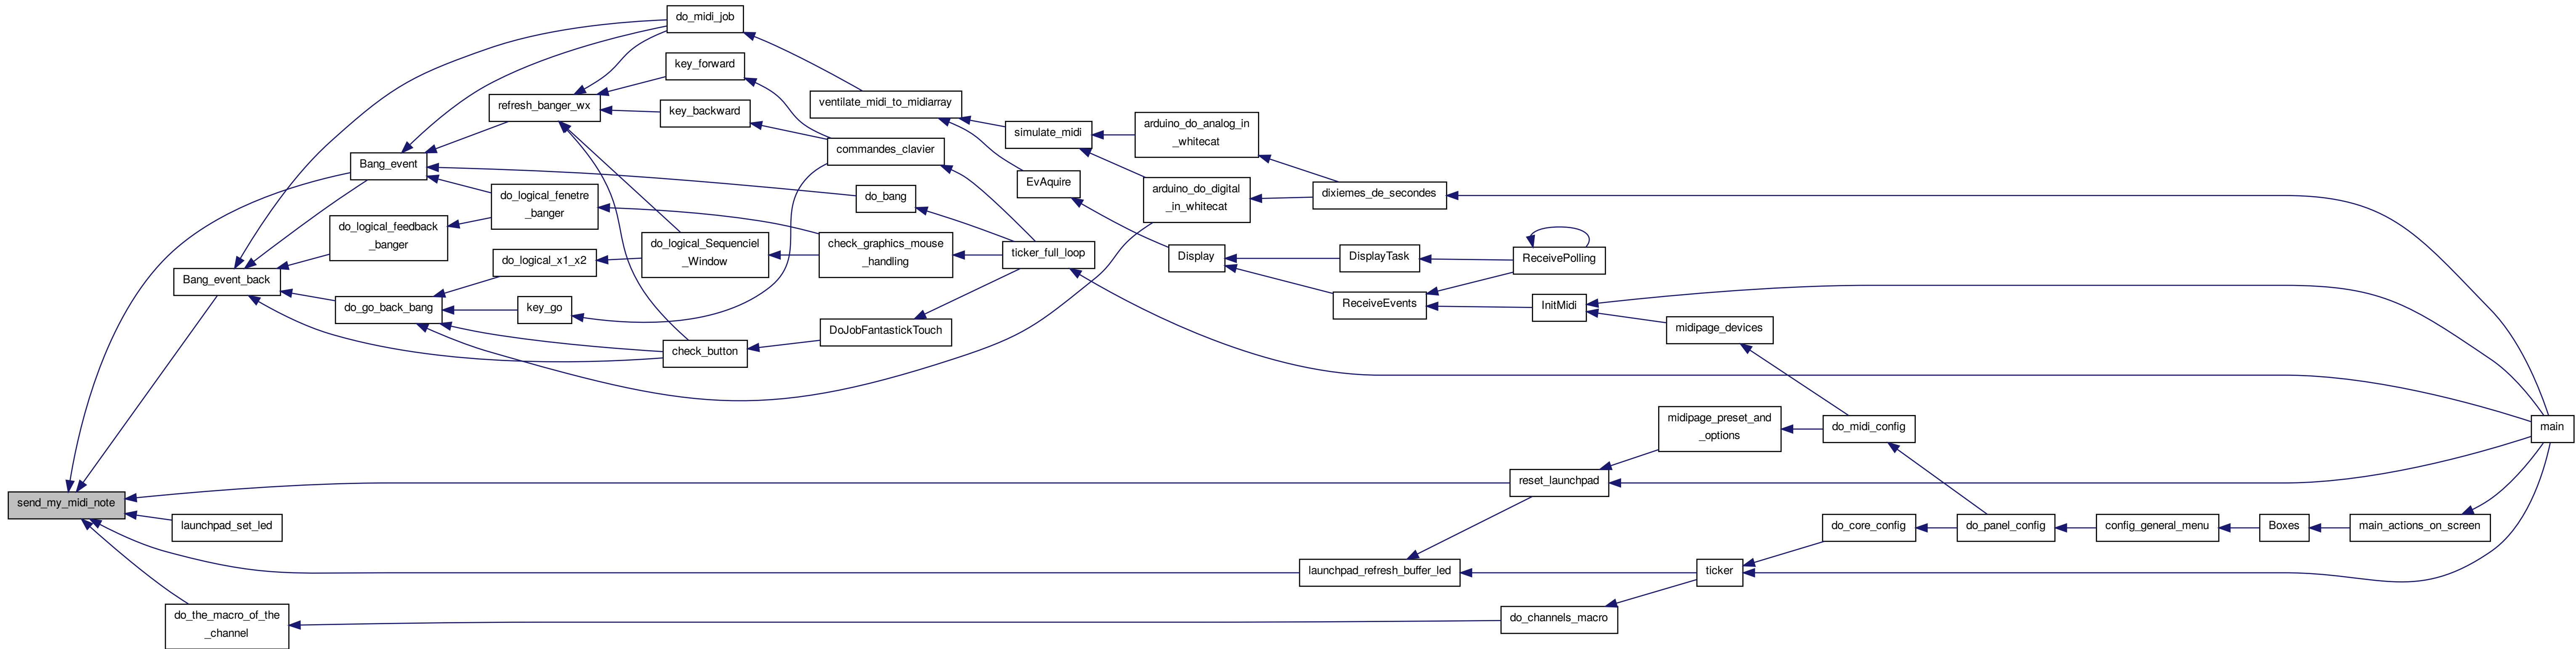 do_midi_job
key_forward
refresh_banger_wx
key_backward
ventilate_midi_to_midiarray
simulate_midi
arduino_do_analog_in
_whitecat
commandes_clavier
Bang_event
EvAquire
do_logical_fenetre
_banger
do_bang
arduino_do_digital
_in_whitecat
dixiemes_de_secondes
do_logical_feedback
_banger
do_logical_x1_x2
do_logical_Sequenciel
_Window
check_graphics_mouse
_handling
ticker_full_loop
Display
DisplayTask
ReceivePolling
Bang_event_back
do_go_back_bang
key_go
DoJobFantastickTouch
ReceiveEvents
InitMidi
midipage_devices
check_button
midipage_preset_and
_options
do_midi_config
main
reset_launchpad
send_my_midi_note
launchpad_set_led
do_core_config
do_panel_config
config_general_menu
Boxes
main_actions_on_screen
launchpad_refresh_buffer_led
ticker
do_the_macro_of_the
_channel
do_channels_macro